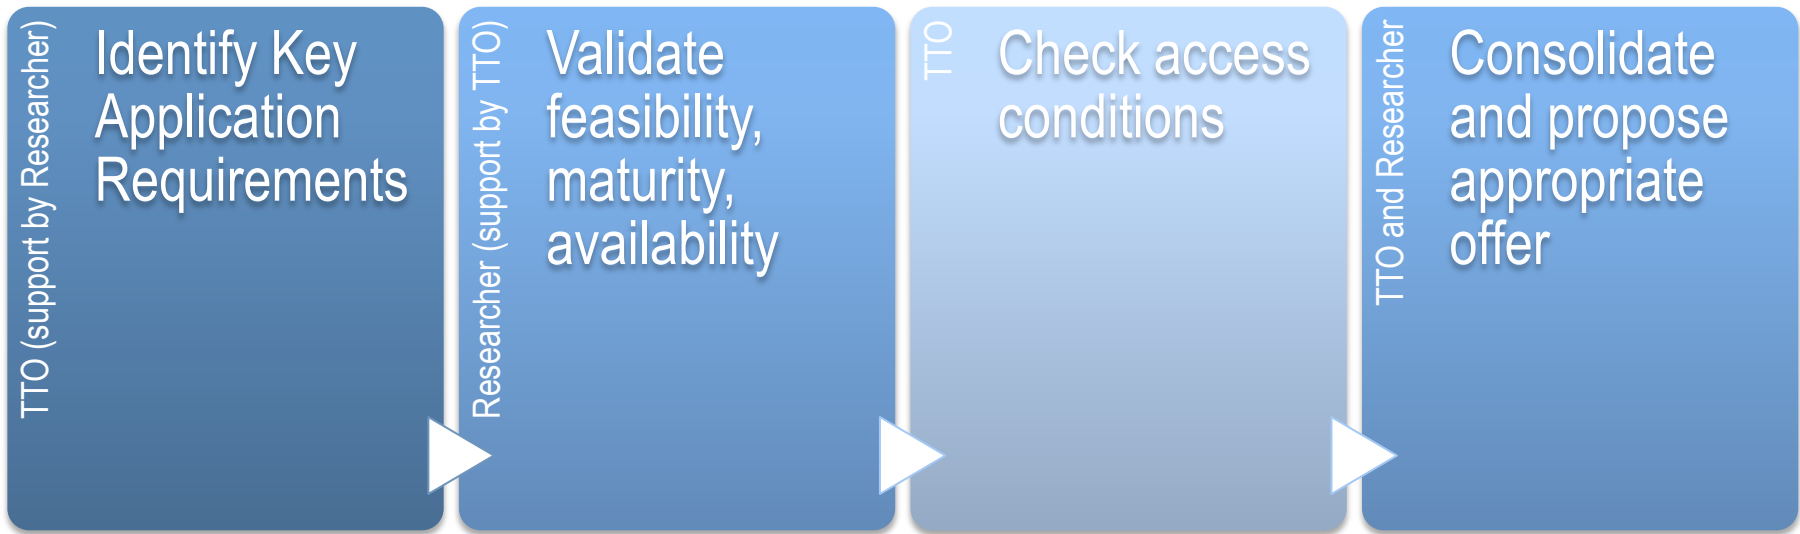 TTO (support by Researcher)
Identify Key
Application
Requirements
Researcher (support by TTO)
Validate
feasibility,
maturity,
availability
TTO
Check access
conditions
TTO and Researcher
Consolidate
and propose
appropriate
offer